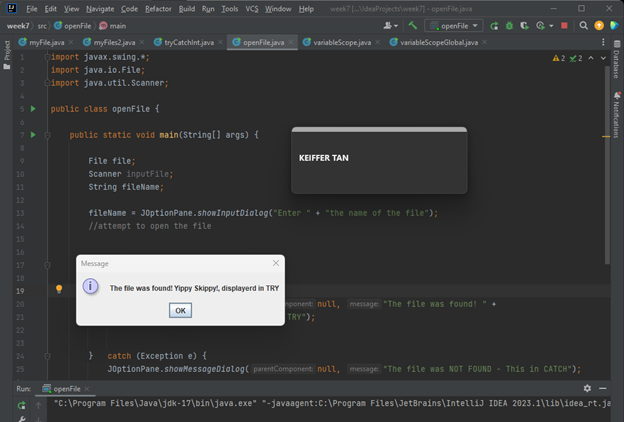 File Edit View Navigate Code Refactor Build Run Tools VCS Window Help week7 [...\IdeaProjects\week7] - openFile.java
week7 src openFile main openFile
myFile.java myFiles2.java tryCatchInt.java openFile.java variableScope.java variableScopeGlobal.java
Project
Database
Notifications
2 2
1 import javax.swing.*;
2 import java.io.File;
3 import java.util.Scanner;
4
5 public class openFile {
6
7 public static void main(String[] args) {
8
9 File file;
10 Scanner inputFile;
11 String fileName;
12
13 fileName = JOptionPane.showInputDialog("Enter " + "the name of the file");
14 //attempt to open the file
15
16
17
18
19
20 omponent: null, message: "The file was found! " +
21 TRY");
22
23
24 } catch (Exception e) {
25 JOptionPane.showMessageDialog( parentComponent: null, message: "The file was NOT FOUND - This in CATCH");
KEIFFER TAN
Message
The file was found! Yippy Skippy!, displayerd in TRY
OK
Run: openFile
"C:\Program Files\Java\jdk-17\bin\java.exe" "-javaagent:C:\Program Files\JetBrains\IntelliJ IDEA 2023.1\lib\idea_rt.ja